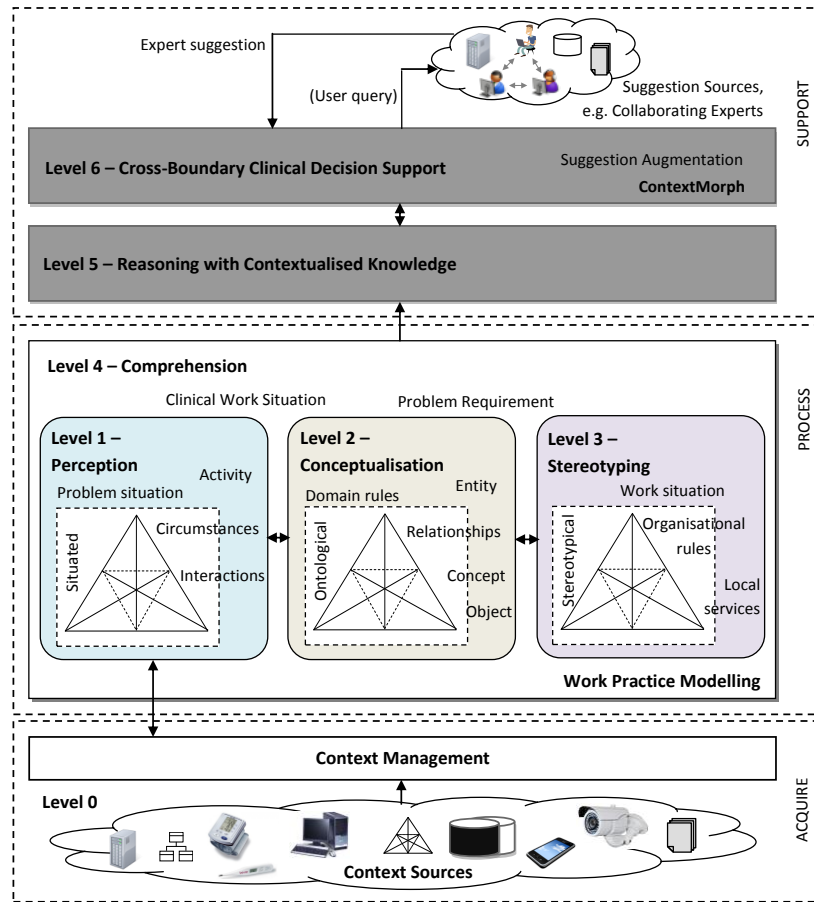 Expert suggestion
(User query)
Suggestion Sources,
e.g. Collaborating Experts
SUPPORT
Level 6 – Cross-Boundary Clinical Decision Support
Suggestion Augmentation
ContextMorph
Level 5 – Reasoning with Contextualised Knowledge
PROCESS
Level 4 – Comprehension
Clinical Work Situation
Problem Requirement
Level 1 –
Perception
Activity
Problem situation
Circumstances
Situated
Interactions
Level 2 –
Conceptualisation
Entity
Domain rules
Relationships
Ontological
Concept
Object
Level 3 –
Stereotyping
Work situation
Organisational
rules
Stereotypical
Local
services
Work Practice Modelling
Context Management
ACQUIRE
Level 0
Context Sources